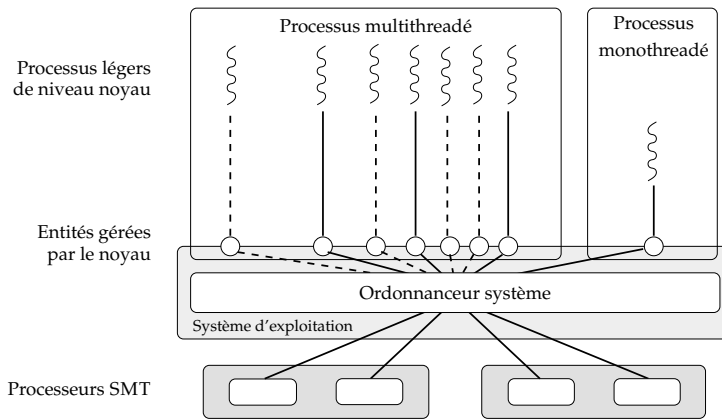 Processus multithreadé
Processus
monothreadé
Processus légers
de niveau noyau
Entités gérées
par le noyau
Ordonnanceur système
Système d'exploitation
Processeurs SMT